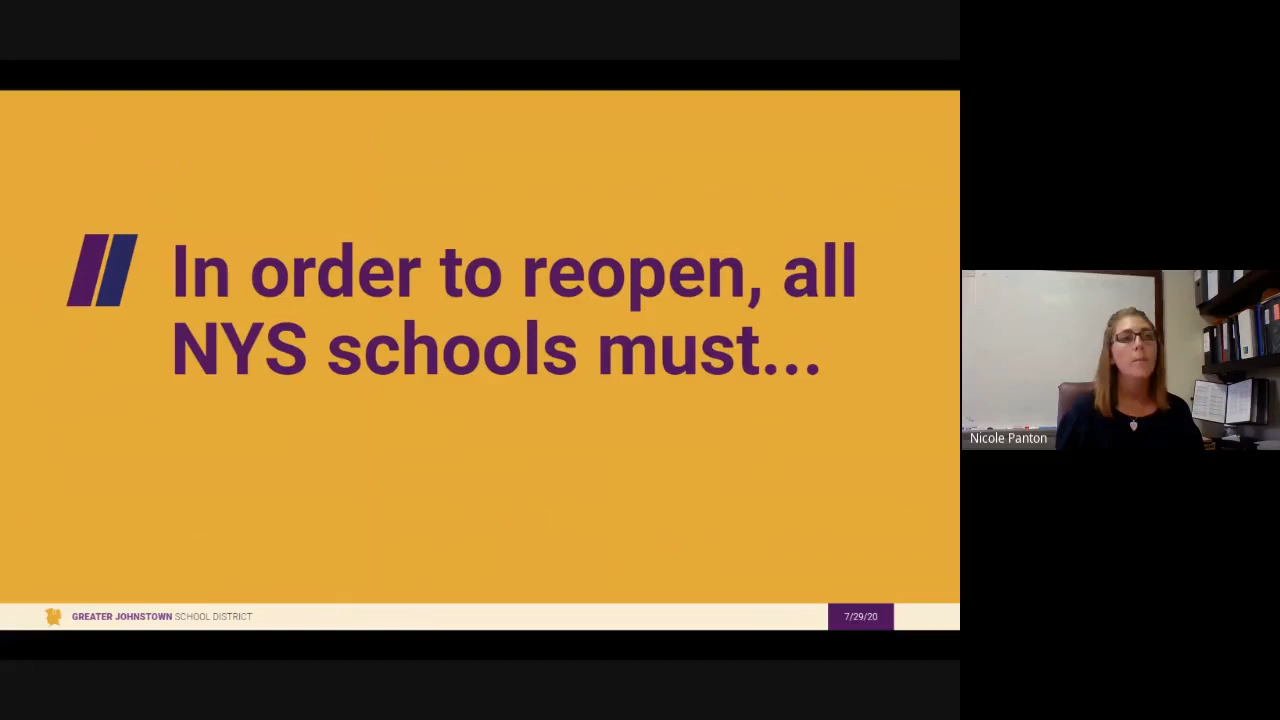 In order to reopen, all
NYS schools must...
GREATER JOHNSTOWN SCHOOL DISTRICT
7/29/20
Nicole Panton